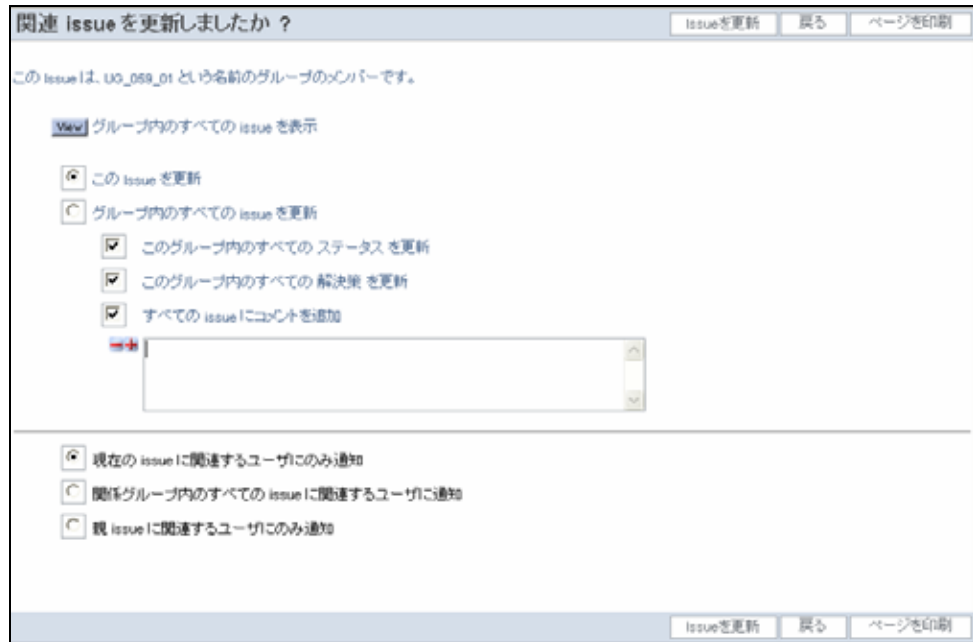 関連 issue を更新しましたか ?
Issueを更新 戻る ページを印刷
この Issue は、UG_059_01 という名前のグループのメンバーです。
View グループ内のすべての issue を表示
この Issue を更新
グループ内のすべての issue を更新
このグループ内のすべての ステータス を更新
このグループ内のすべての 解決策 を更新
すべての issue にコメントを追加
現在の issue に関連するユーザにのみ通知
関係グループ内のすべての issue に関連するユーザに通知
親 issue に関連するユーザにのみ通知
Issueを更新 戻る ページを印刷